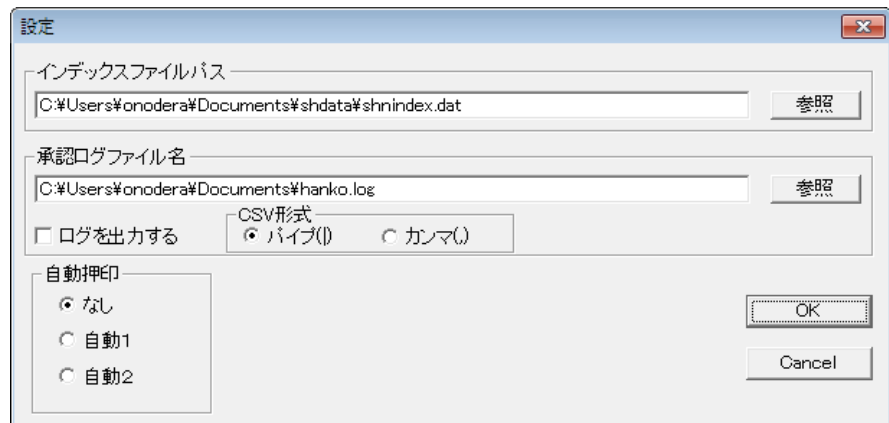 設定
インデックスファイルパス
C:¥Users¥onodera¥Documents¥shdata¥shnindex.dat
参照
承認ログファイル名
C:¥Users¥onodera¥Documents¥hanko.log
参照
ログを出力する
CSV形式
パイプ(|)
カンマ(,)
自動押印
なし
自動1
自動2
OK
Cancel